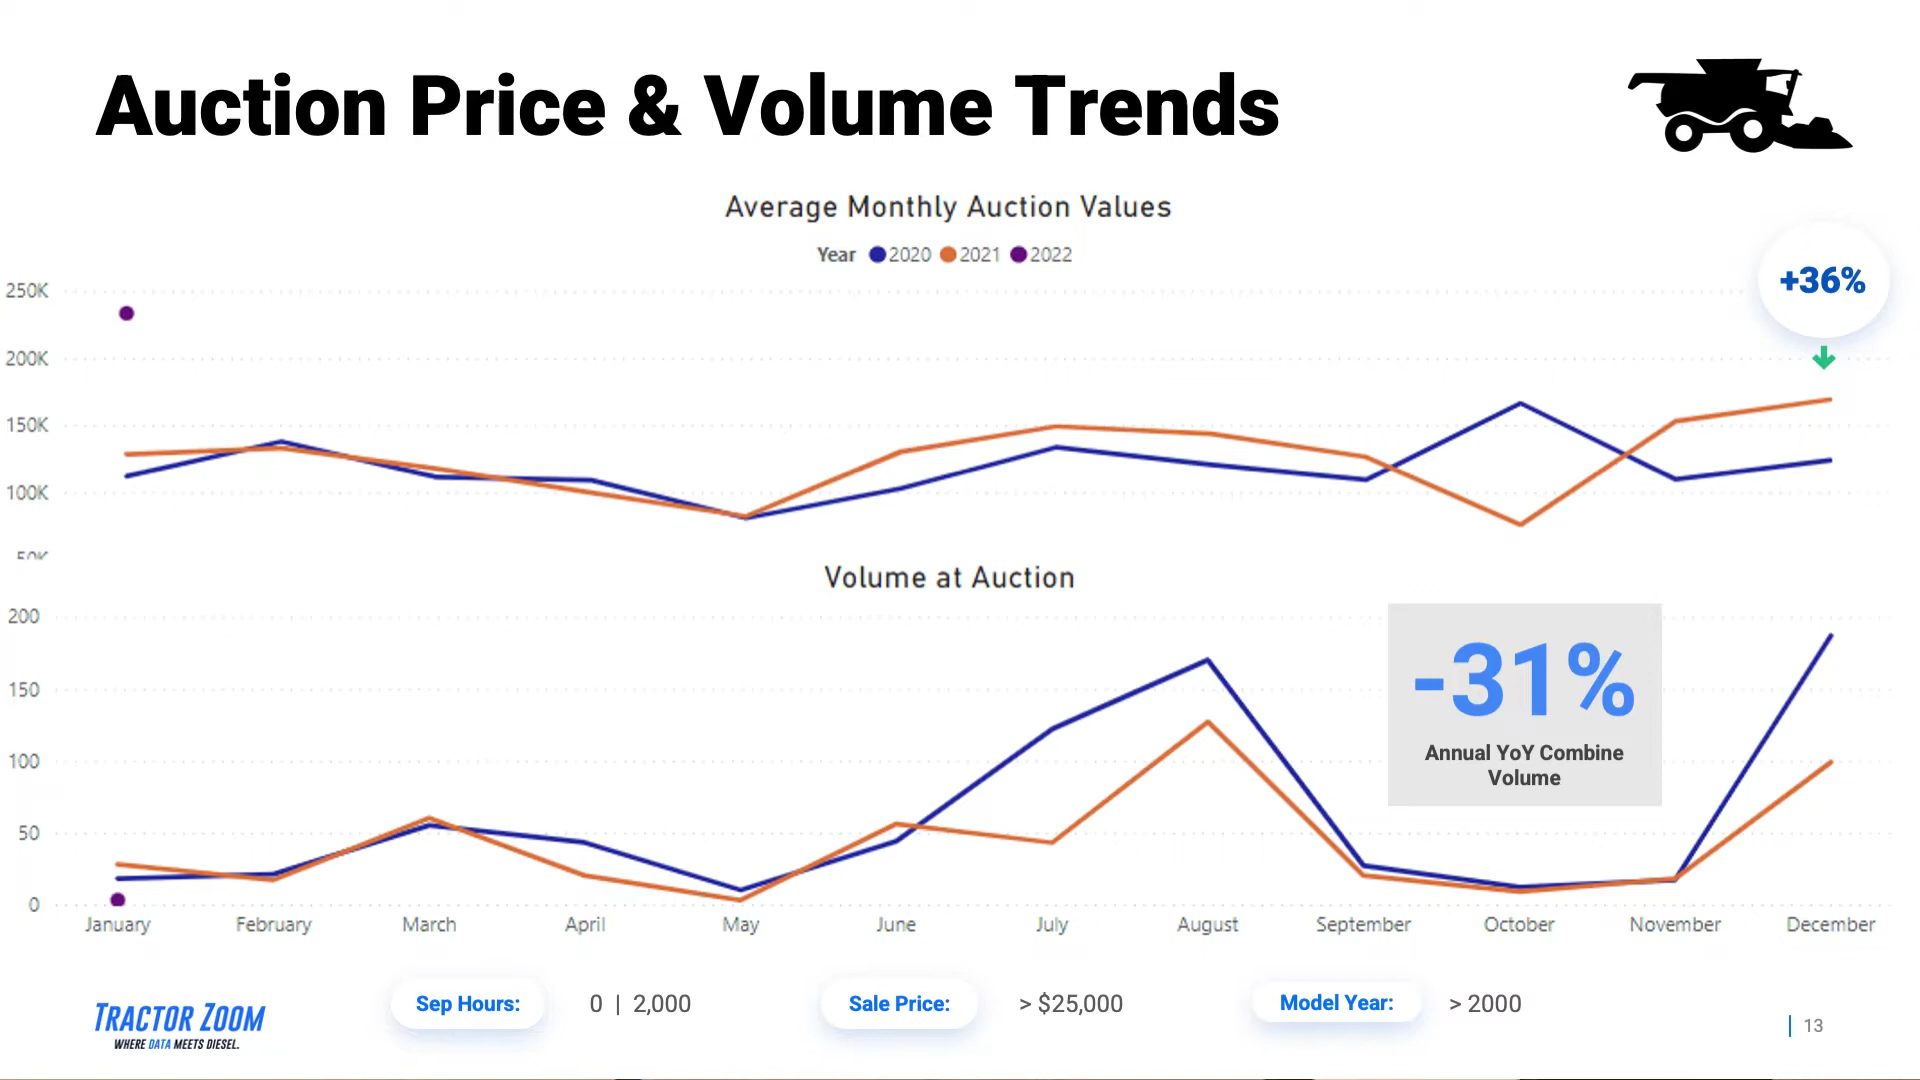 Auction Price & Volume Trends
Average Monthly Auction Values
Year 2020 2021 2022
+36%
250K
200K
150K
100K
50K
Volume at Auction
200
150
100
50
0
-31%
Annual YoY Combine
Volume
January February March April May June July August September October November December
TRACTOR ZOOM
WHERE DATA MEETS DIESEL.
Sep Hours: 0 | 2,000
Sale Price: > $25,000
Model Year: > 2000
13